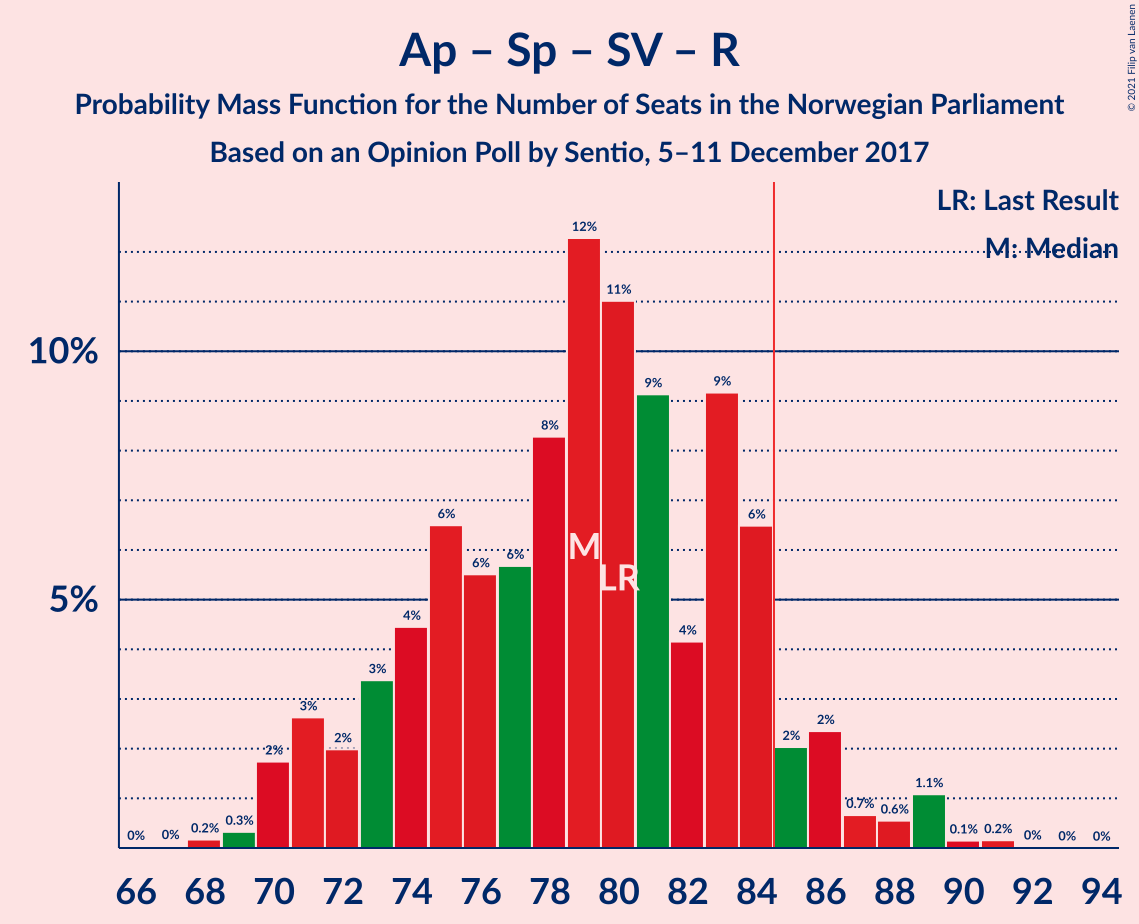 Ap – Sp – SV – R
Probability Mass Function for the Number of Seats in the Norwegian Parliament
Based on an Opinion Poll by Sentio, 5–11 December 2017
© 2021 Filip van Laenen
LR: Last Result
M: Median
10%
5%
0% 0% 0.2% 0.3% 2% 3% 2% 3% 4% 6% 6% 6% 8% 12% 11% 9% 4% 9% 6% 2% 2% 0.7% 0.6% 1.1% 0.1% 0.2% 0% 0% 0%
M
LR
66 68 70 72 74 76 78 80 82 84 86 88 90 92 94